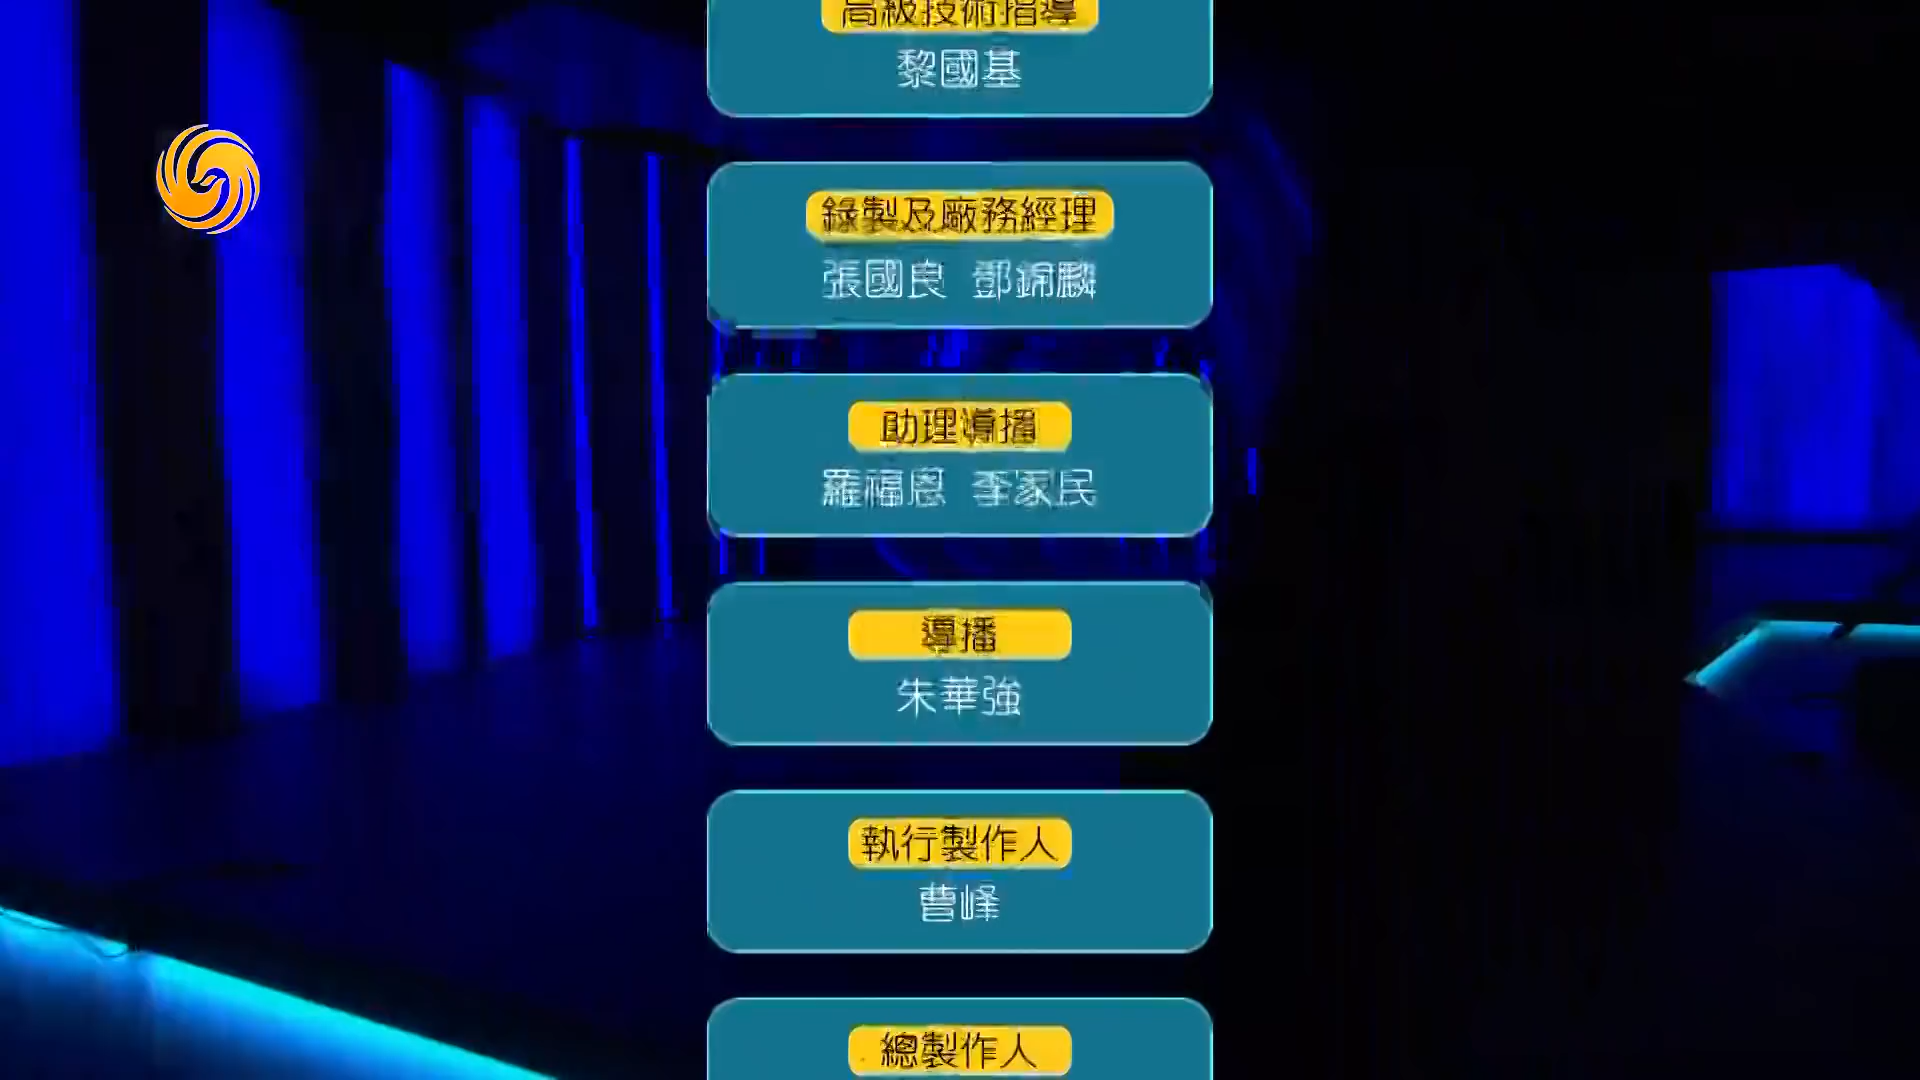 高級技術指導
黎國基
錄製及廠務經理
張國良 鄧錦麟
助理導播
羅福恩 李家民
導播
朱華強
執行製作人
曹峰
總製作人